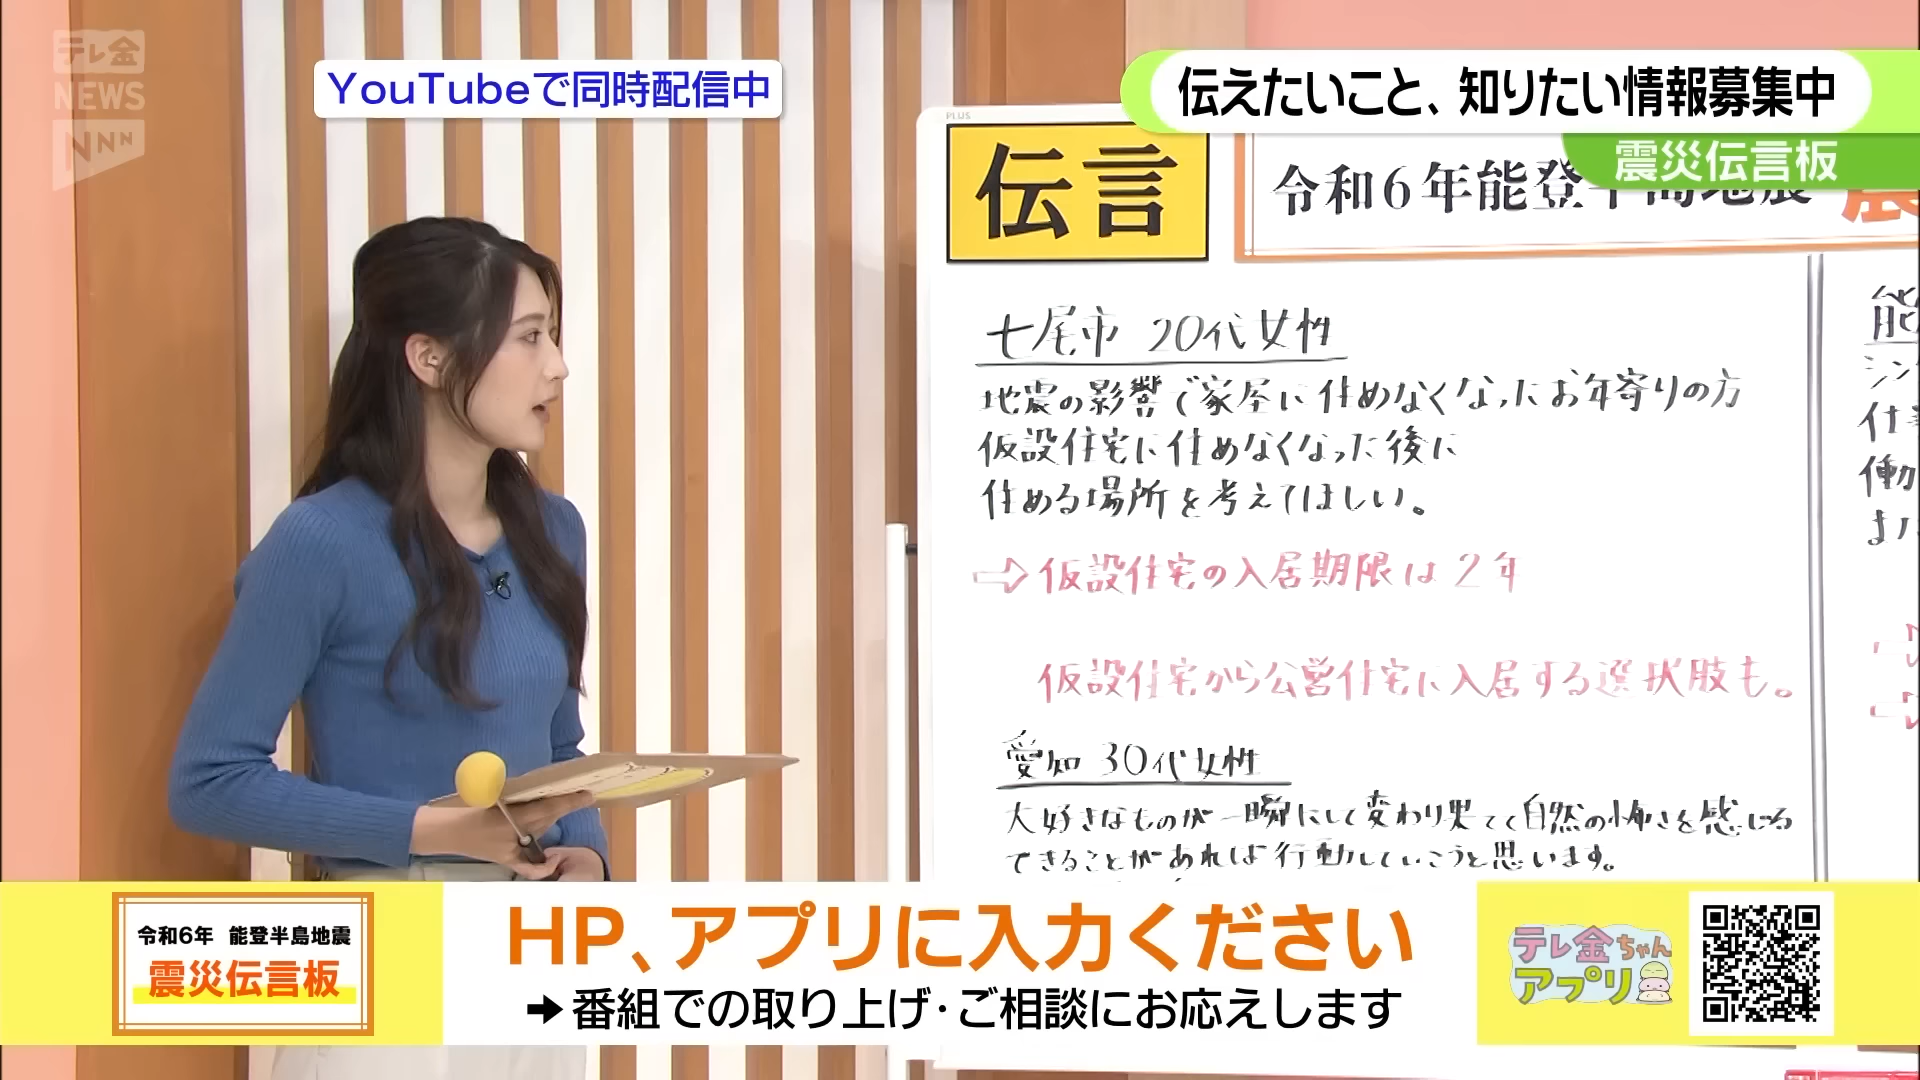 テレ金
NEWS
NNN
YouTubeで同時配信中
伝えたいこと、知りたい情報募集中
震災伝言板
PLUS
伝言
令和6年能登半島地震
七尾市 20代女性
地震の影響で家屋に住めなくなったお年寄りの方
仮設住宅に住めなくなった後に
住める場所を考えてほしい。
⇨仮設住宅の入居期限は2年
仮設住宅から公営住宅に入居する選択肢も。
愛知 30代女性
大好きなものが一瞬にして変わり果てて自然の怖さを感じる
できることがあれば行動していこうと思います。
能
シン
仕事
働
令和6年 能登半島地震
震災伝言板
HP、アプリに入力ください
➡番組での取り上げ・ご相談にお応えします
テレ金ちゃん
アプリ